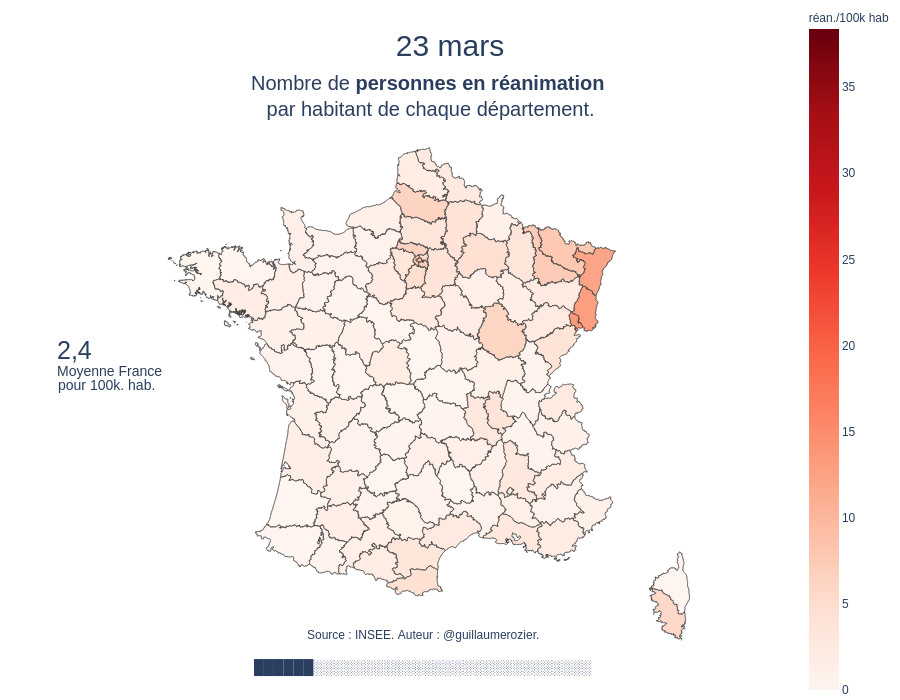 réan./100k hab
23 mars
Nombre de personnes en réanimation
par habitant de chaque département.
35
30
25
20
15
10
5
0
2,4
Moyenne France
pour 100k. hab.
Source : INSEE. Auteur : @guillaumerozier.